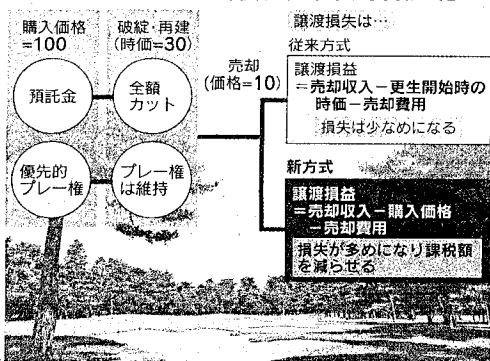 購入価格
=100
破綻・再建
(時価=30)
預託金
全額
カット
優先的
プレー権
プレー権
は維持
売却
(価格=10)
譲渡損失は…
従来方式
譲渡損益
=売却収入-更生開始時の
時価-売却費用
損失は少なめになる
新方式
譲渡損益
=売却収入-購入価格
-売却費用
損失が多めになり課税額
を減らせる